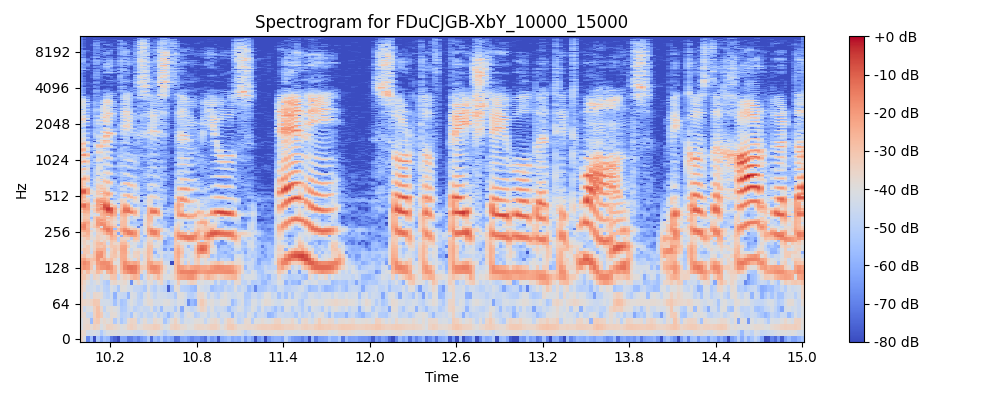 Spectrogram for FDuCJGB-XbY_10000_15000
Hz
8192
4096
2048
1024
512
256
128
64
0
10.2 10.8 11.4 12.0 12.6 13.2 13.8 14.4 15.0
Time
+0 dB
-10 dB
-20 dB
-30 dB
-40 dB
-50 dB
-60 dB
-70 dB
-80 dB